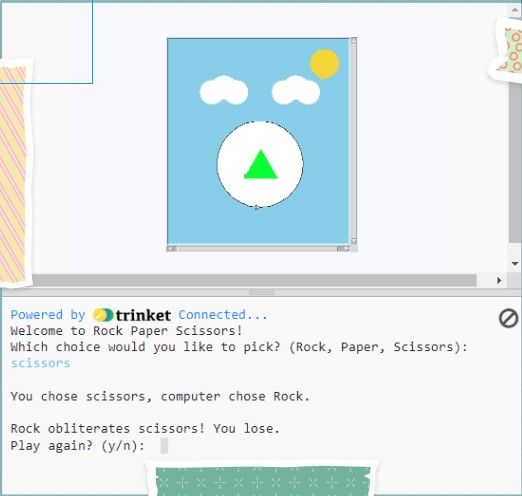 Powered by trinket Connected...
Welcome to Rock Paper Scissors!
Which choice would you like to pick? (Rock, Paper, Scissors):
scissors
You chose scissors, computer chose Rock.
Rock obliterates scissors! You lose.
Play again? (y/n):